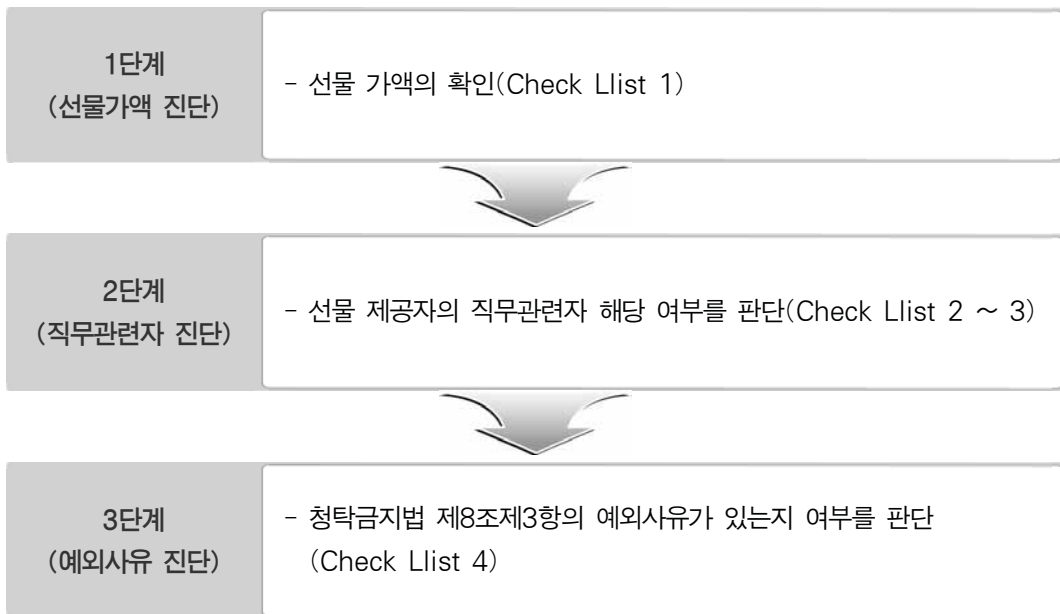 1단계
(선물가액 진단)
- 선물 가액의 확인(Check Llist 1)
2단계
(직무관련자 진단)
- 선물 제공자의 직무관련자 해당 여부를 판단(Check Llist 2 ~ 3)
3단계
(예외사유 진단)
- 청탁금지법 제8조제3항의 예외사유가 있는지 여부를 판단
(Check Llist 4)